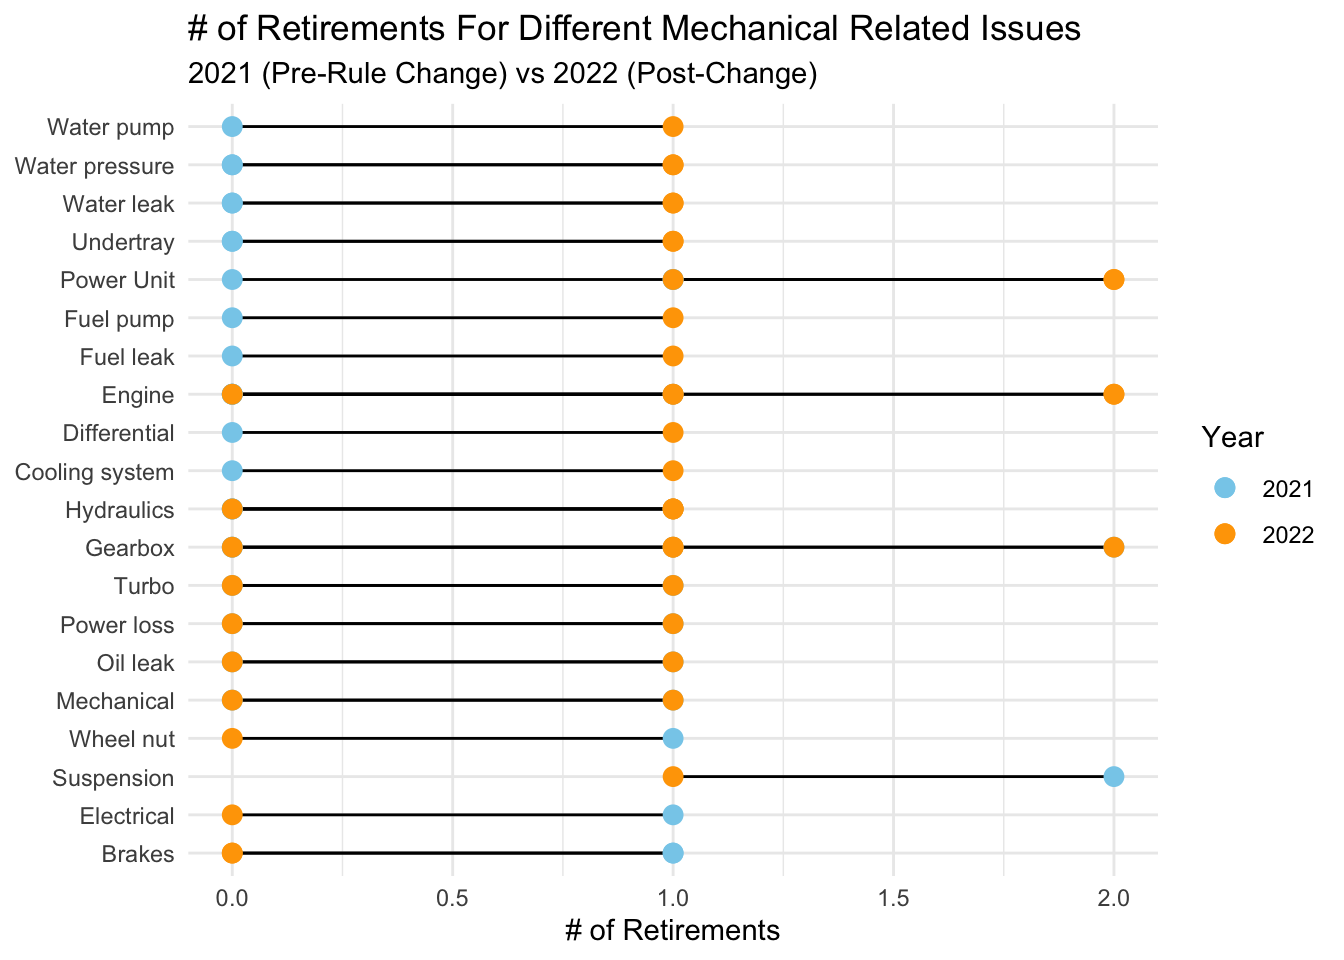 # of Retirements For Different Mechanical Related Issues
2021 (Pre-Rule Change) vs 2022 (Post-Change)
Water pump
Water pressure
Water leak
Undertray
Power Unit
Fuel pump
Fuel leak
Engine
Differential
Cooling system
Hydraulics
Gearbox
Turbo
Power loss
Oil leak
Mechanical
Wheel nut
Suspension
Electrical
Brakes
0.0 0.5 1.0 1.5 2.0
# of Retirements
Year
2021
2022